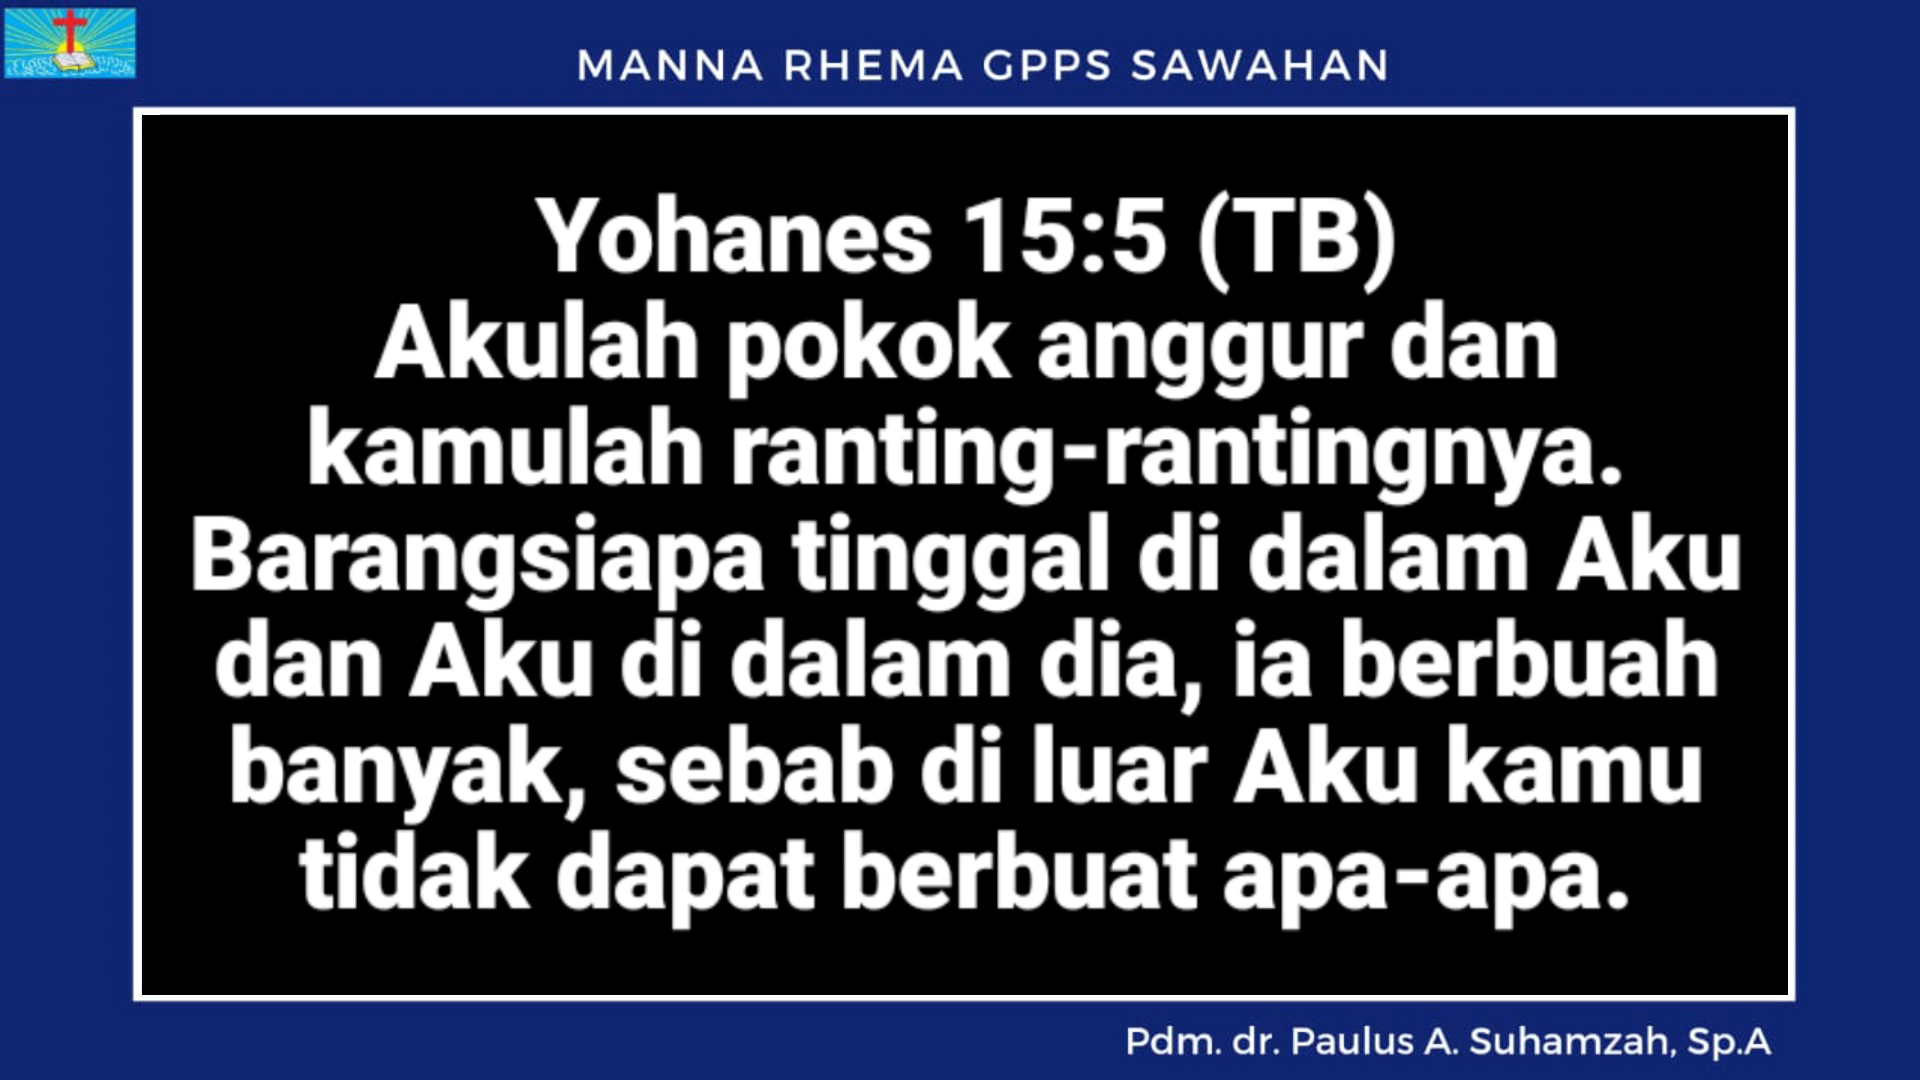 MANNA RHEMA GPPS SAWAHAN
Yohanes 15:5 (TB)
Akulah pokok anggur dan
kamulah ranting-rantingnya.
Barangsiapa tinggal di dalam Aku
dan Aku di dalam dia, ia berbuah
banyak, sebab di luar Aku kamu
tidak dapat berbuat apa-apa.
Pdm. dr. Paulus A. Suhamzah, Sp.A